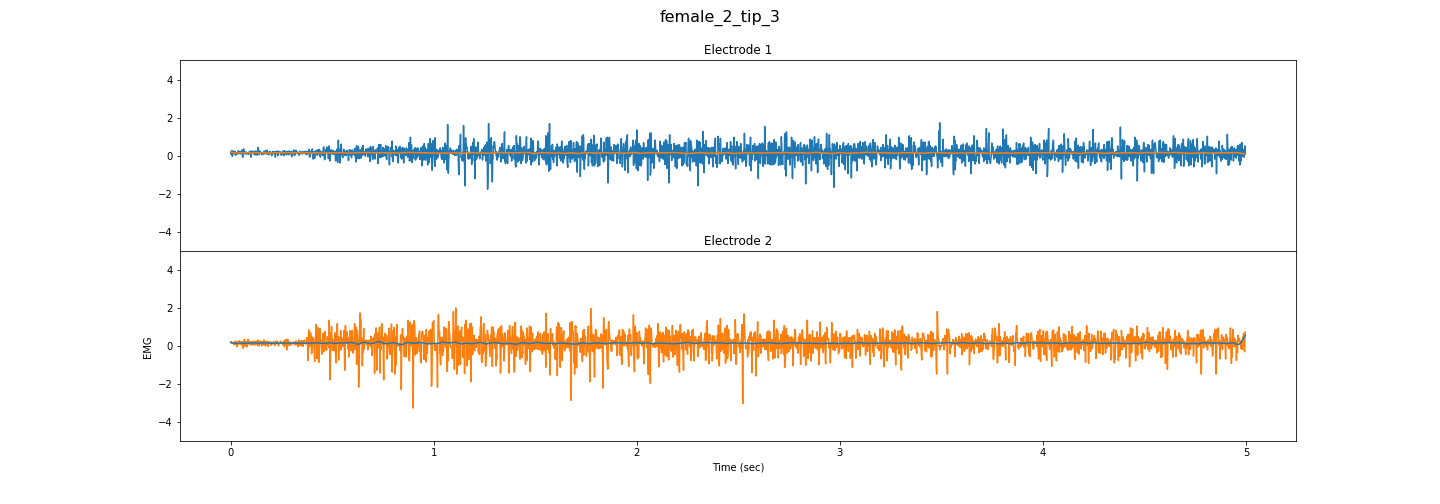 female_2_tip_3
Electrode 1
4
2
0
−2
−4
Electrode 2
4
2
0
−2
−4
EMG
0 1 2 3 4 5
Time (sec)